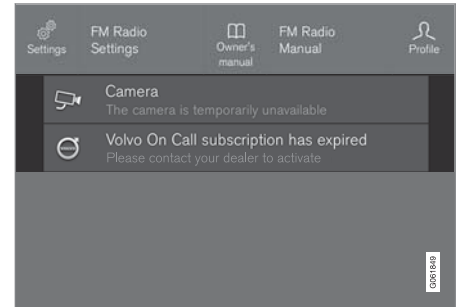 Settings
FM Radio
Settings
Owner's
manual
FM Radio
Manual
Profile
Camera
The camera is temporarily unavailable
Volvo On Call subscription has expired
Please contact your dealer to activate
G061849